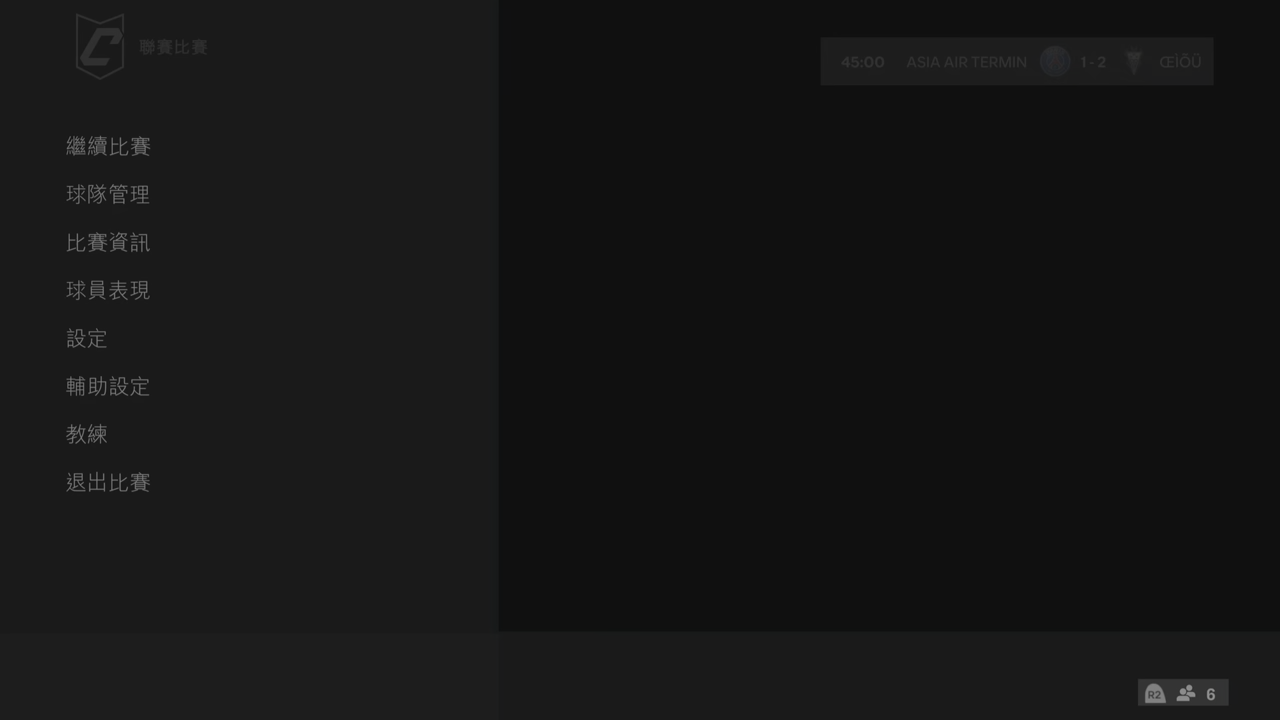 聯賽比賽
45:00 ASIA AIR TERMIN 1 - 2 ŒÏÕÜ
繼續比賽
球隊管理
比賽資訊
球員表現
設定
輔助設定
教練
退出比賽
R2 6